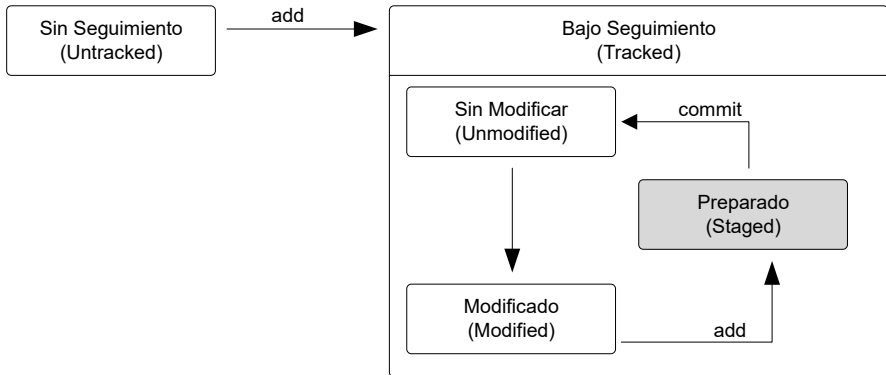 Sin Seguimiento
(Untracked)
add
Bajo Seguimiento
(Tracked)
Sin Modificar
(Unmodified)
commit
Preparado
(Staged)
Modificado
(Modified)
add